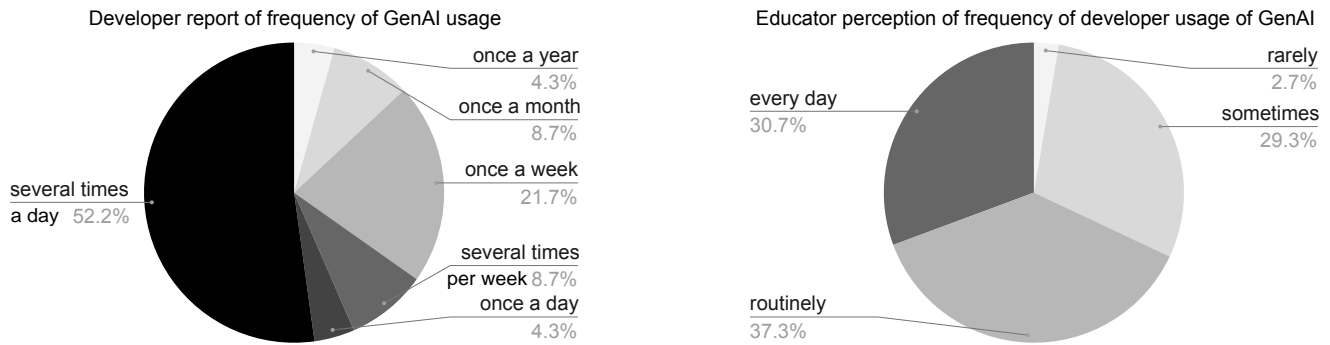 Developer report of frequency of GenAI usage
once a year
4.3%
once a month
8.7%
once a week
21.7%
several times
per week 8.7%
once a day
4.3%
several times
a day 52.2%
Educator perception of frequency of developer usage of GenAI
rarely
2.7%
sometimes
29.3%
routinely
37.3%
every day
30.7%